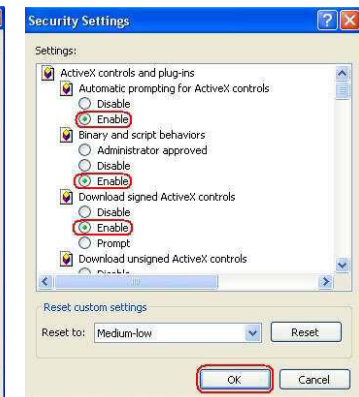 Security Settings
Settings:
ActiveX controls and plug-ins
Automatic prompting for ActiveX controls
Disable
Enable
Binary and script behaviors
Administrator approved
Disable
Enable
Download signed ActiveX controls
Disable
Enable
Prompt
Download unsigned ActiveX controls
Reset custom settings
Reset to: Medium-low Reset
OK Cancel